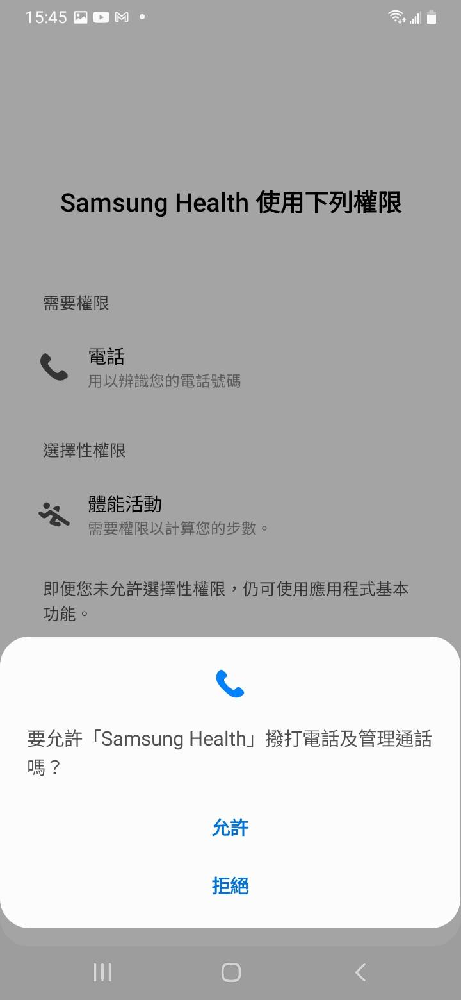 15:45
Samsung Health 使用下列權限
需要權限
電話
用以辨識您的電話號碼
選擇性權限
體能活動
需要權限以計算您的步數。
即便您未允許選擇性權限，仍可使用應用程式基本
功能。
要允許「Samsung Health」撥打電話及管理通話
嗎？
允許
拒絕